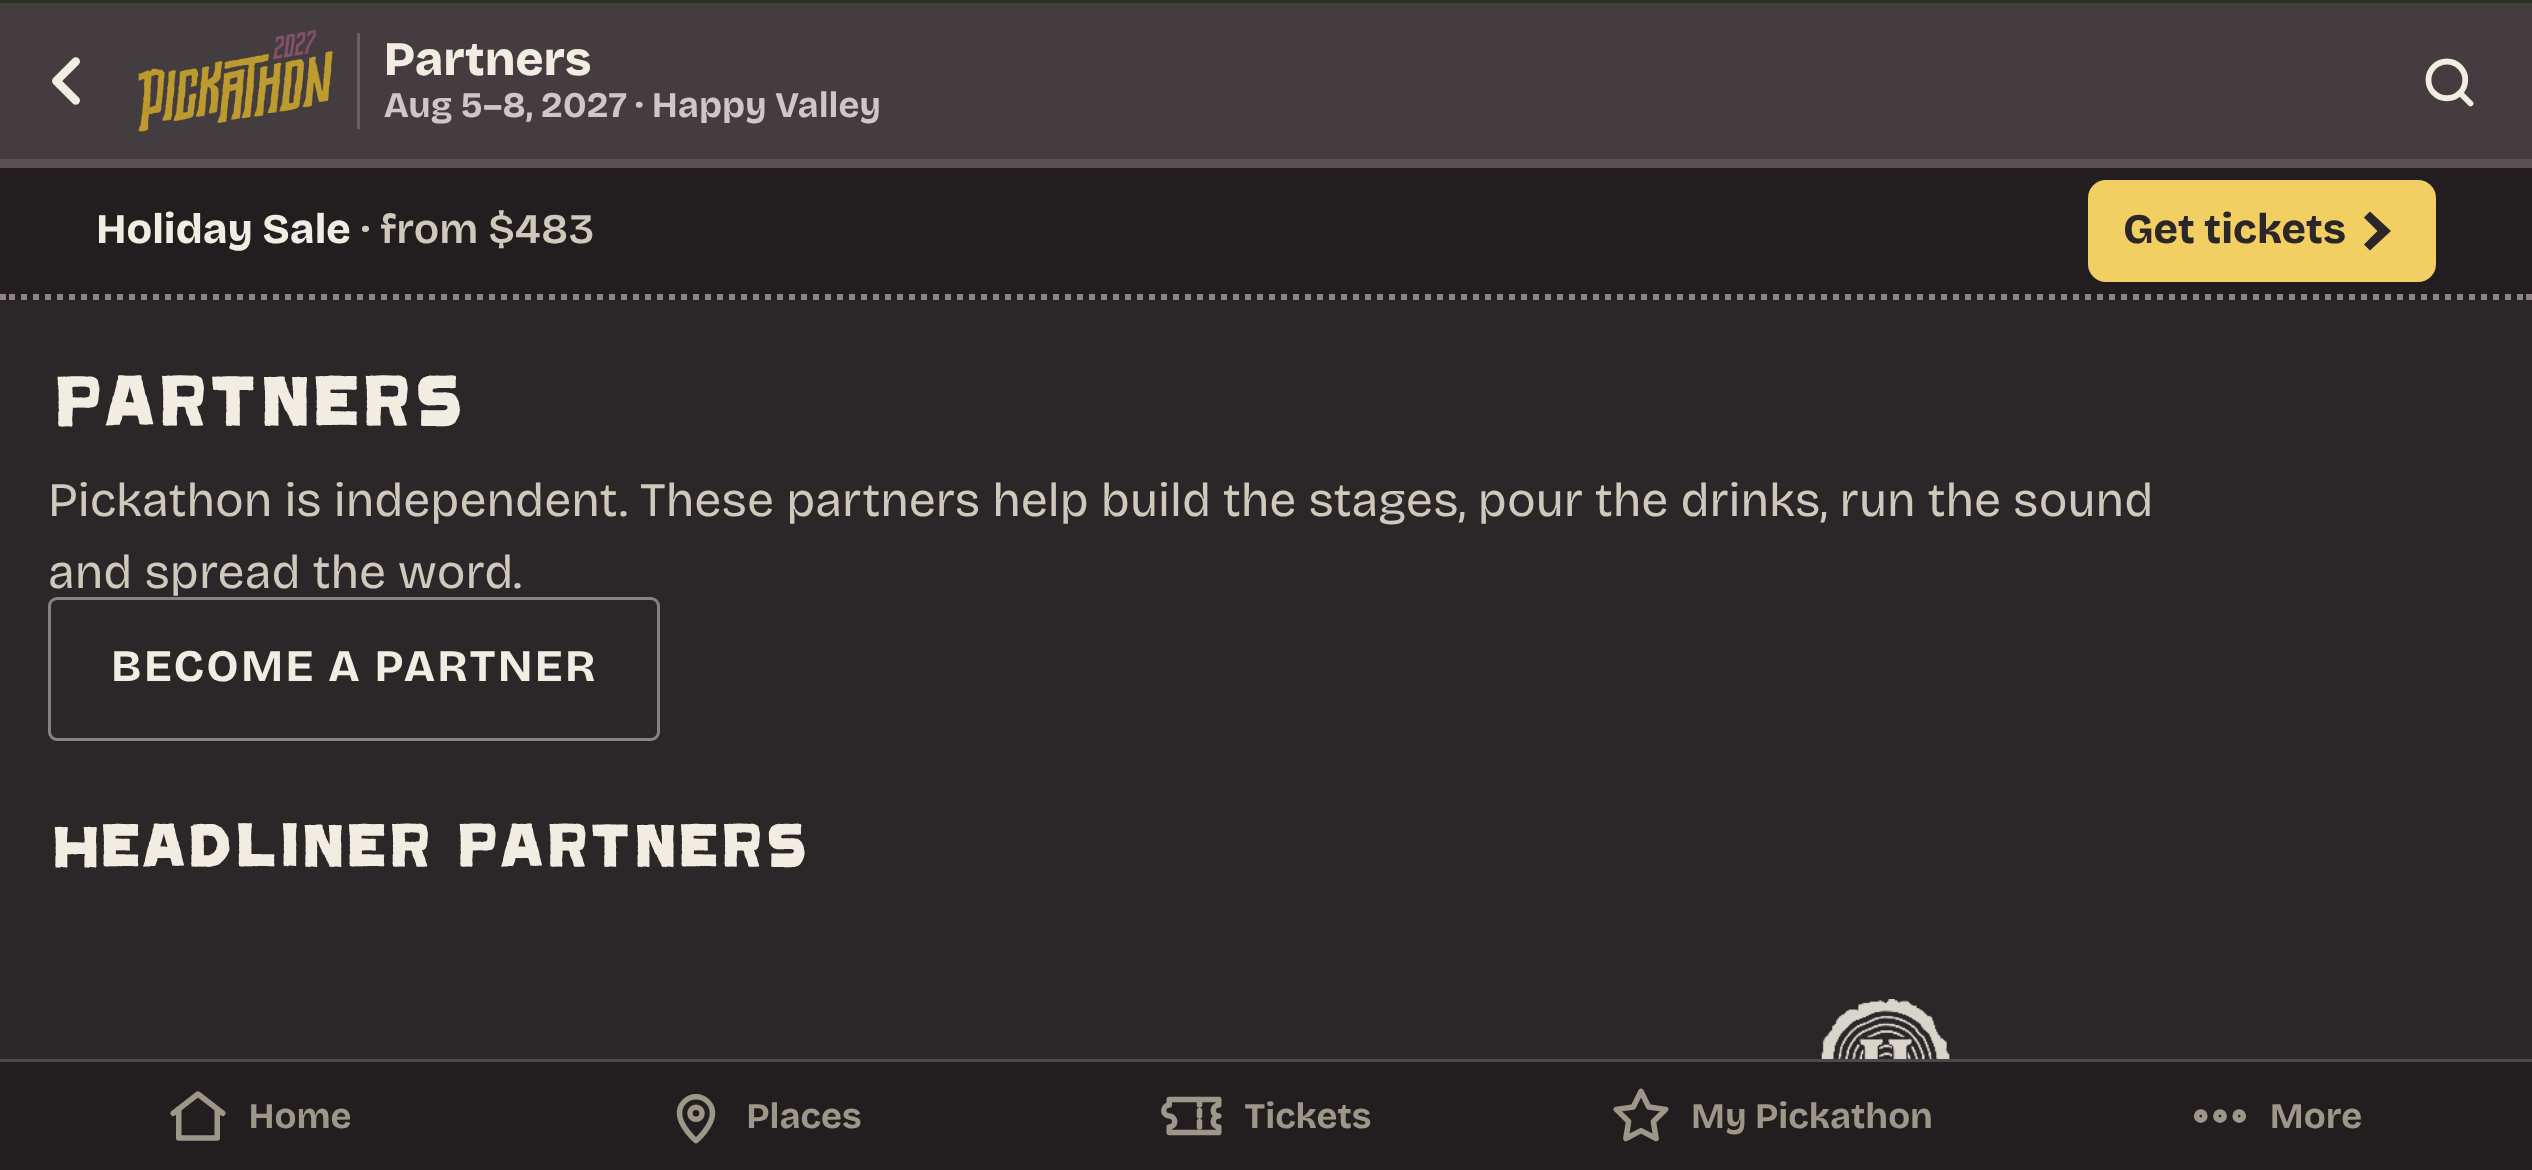 2027
PICKATHON
Partners
Aug 5–8, 2027 · Happy Valley
Holiday Sale · from $483
Get tickets
PARTNERS
Pickathon is independent. These partners help build the stages, pour the drinks, run the sound
and spread the word.
BECOME A PARTNER
HEADLINER PARTNERS
H
Home
Places
Tickets
My Pickathon
More